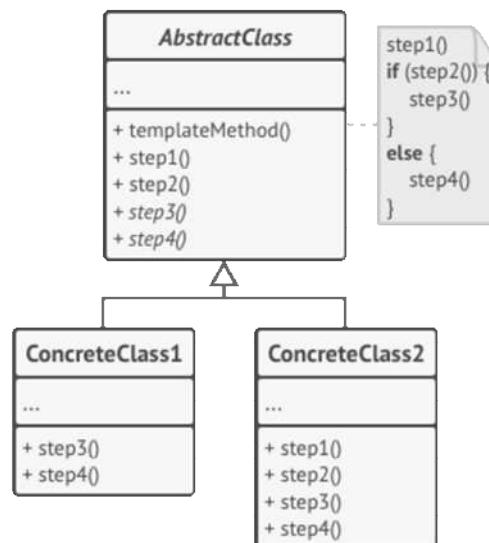 AbstractClass
...
+ templateMethod()
+ step1()
+ step2()
+ step3()
+ step4()
step1()
if (step2()) {
step3()
}
else {
step4()
}
ConcreteClass1
...
+ step3()
+ step4()
ConcreteClass2
...
+ step1()
+ step2()
+ step3()
+ step4()